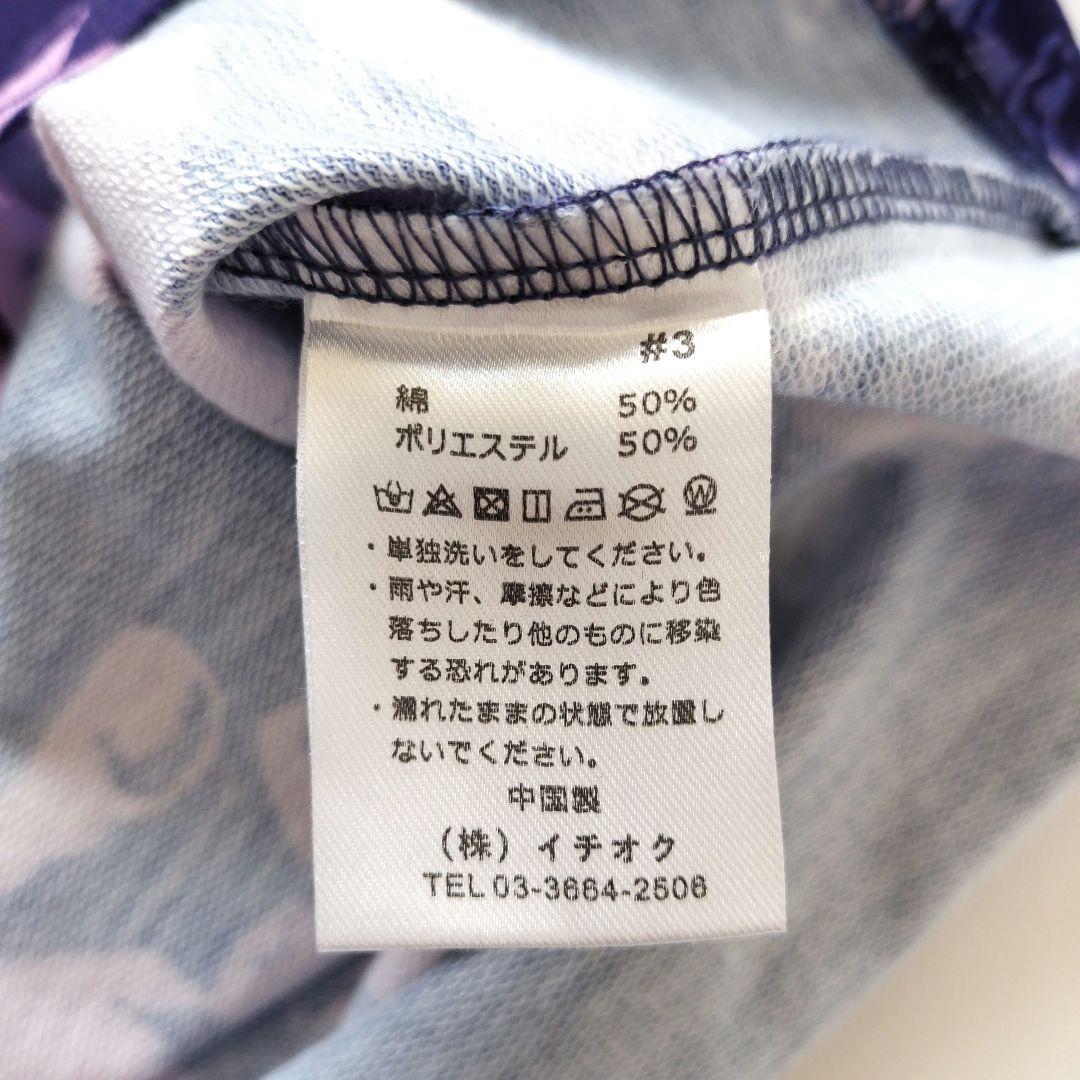 #3
綿 50%
ポリエステル 50%
・単独洗いをしてください。
・雨や汗、摩擦などにより色
落ちしたり他のものに移染
する恐れがあります。
・濡れたままの状態で放置し
ないでください。
中国製
(株)イチオク
TEL 03-3664-2506